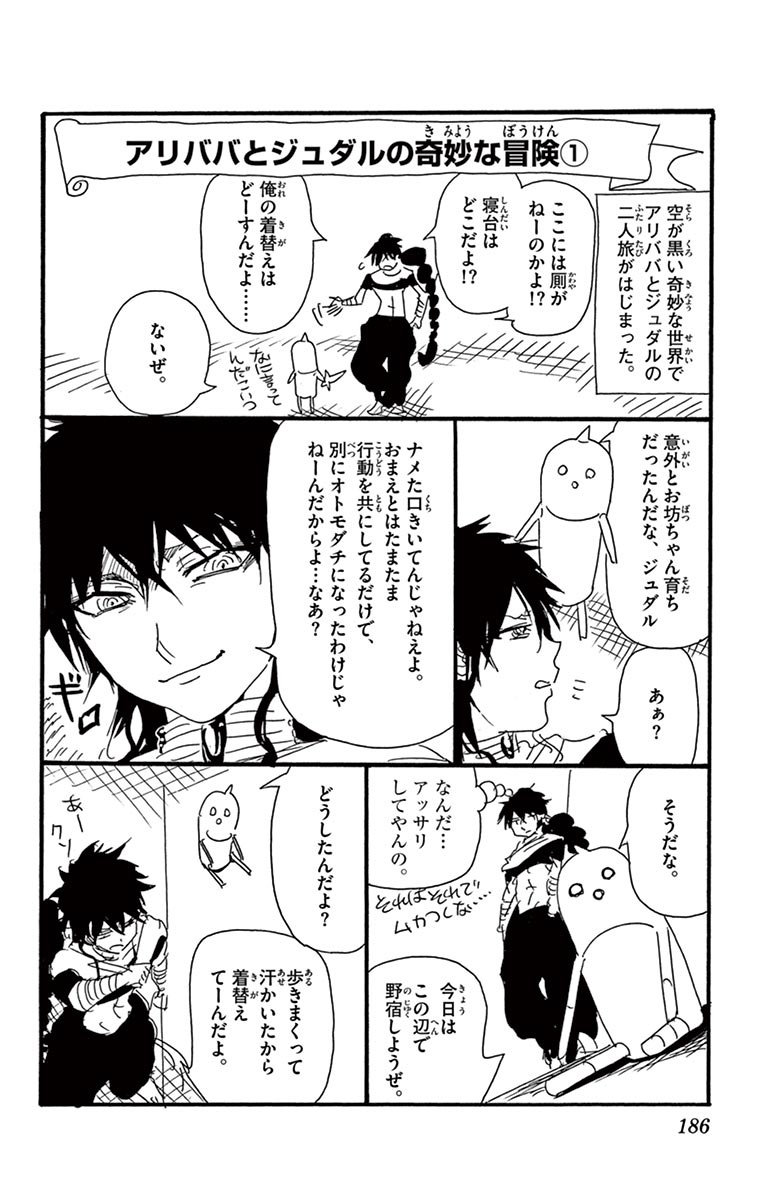 アリババとジュダルの奇妙な冒険①
空が黒い奇妙な世界で
アリババとジュダルの
二人旅がはじまった。
ここには厠が
ねーのかよ!?
寝台は
どこだよ!?
俺の着替えは
どーすんだよ……
なに言って
んだこいつ
ないぜ。
意外とお坊ちゃん育ち
だったんだな、ジュダル
あぁ?
ナメた口きいてんじゃねえよ。
おまえとはたまたま
行動を共にしてるだけで、
別にオトモダチになったわけじゃ
ねーんだからよ…なあ?
ギロ
そうだな。
なんだ…
アッサリ
してやんの。
それはそれで
ムカつくな……
今日は
この辺で
野宿しようぜ。
どうしたんだよ?
あー
クソ
歩きまくって
汗かいたから
着替え
てーんだよ。
186